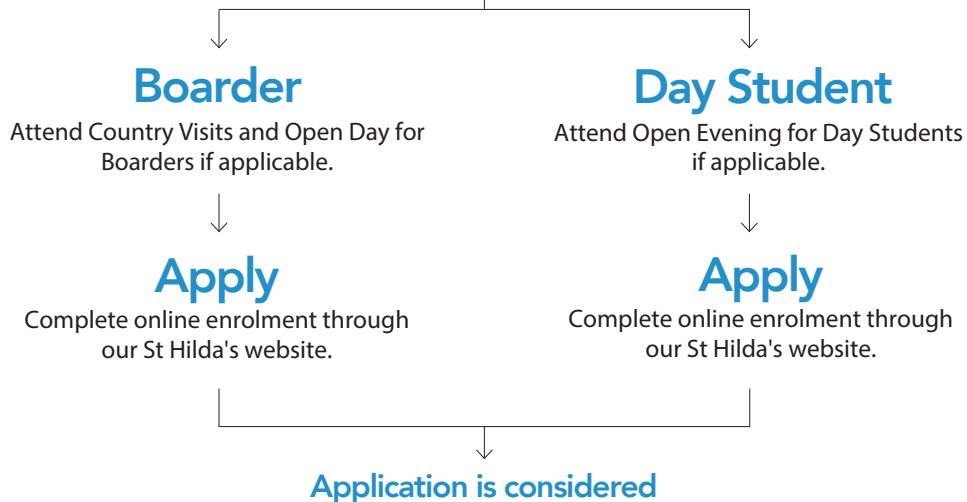 Boarder
Attend Country Visits and Open Day for
Boarders if applicable.
Apply
Complete online enrolment through
our St Hilda's website.
Day Student
Attend Open Evening for Day Students
if applicable.
Apply
Complete online enrolment through
our St Hilda's website.
Application is considered